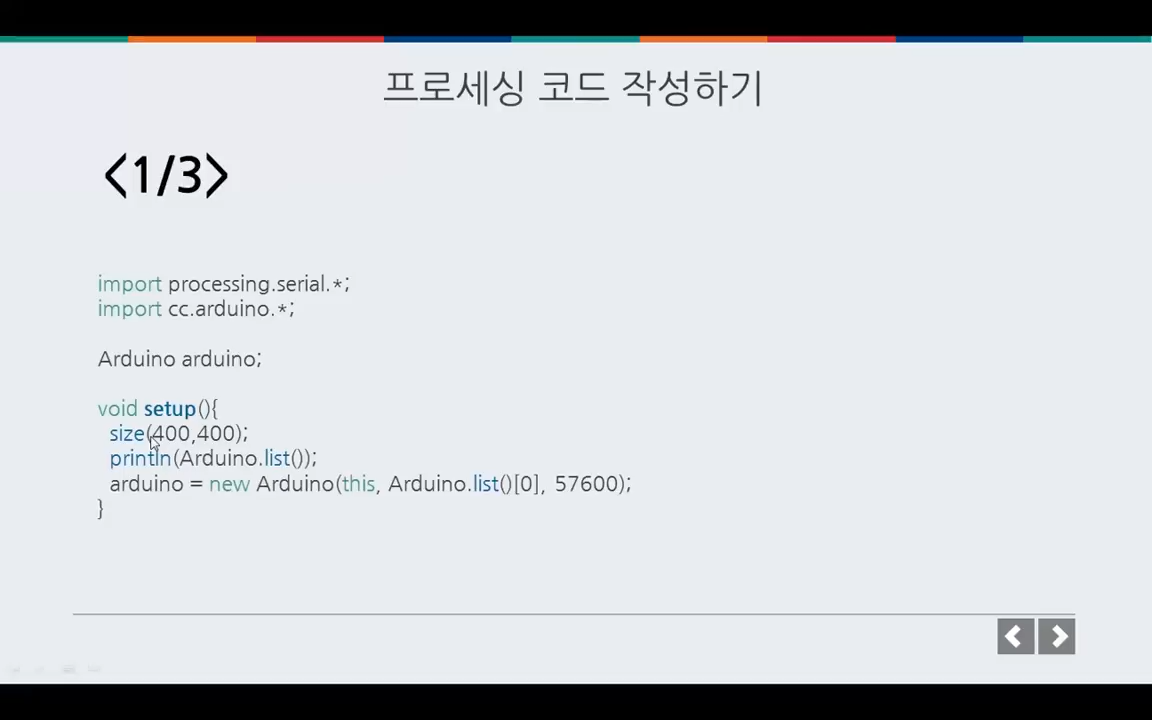 프로세싱 코드 작성하기
<1/3>
import processing.serial.*;
import cc.arduino.*;
Arduino arduino;
void setup(){
size(400,400);
println(Arduino.list());
arduino = new Arduino(this, Arduino.list()[0], 57600);
}